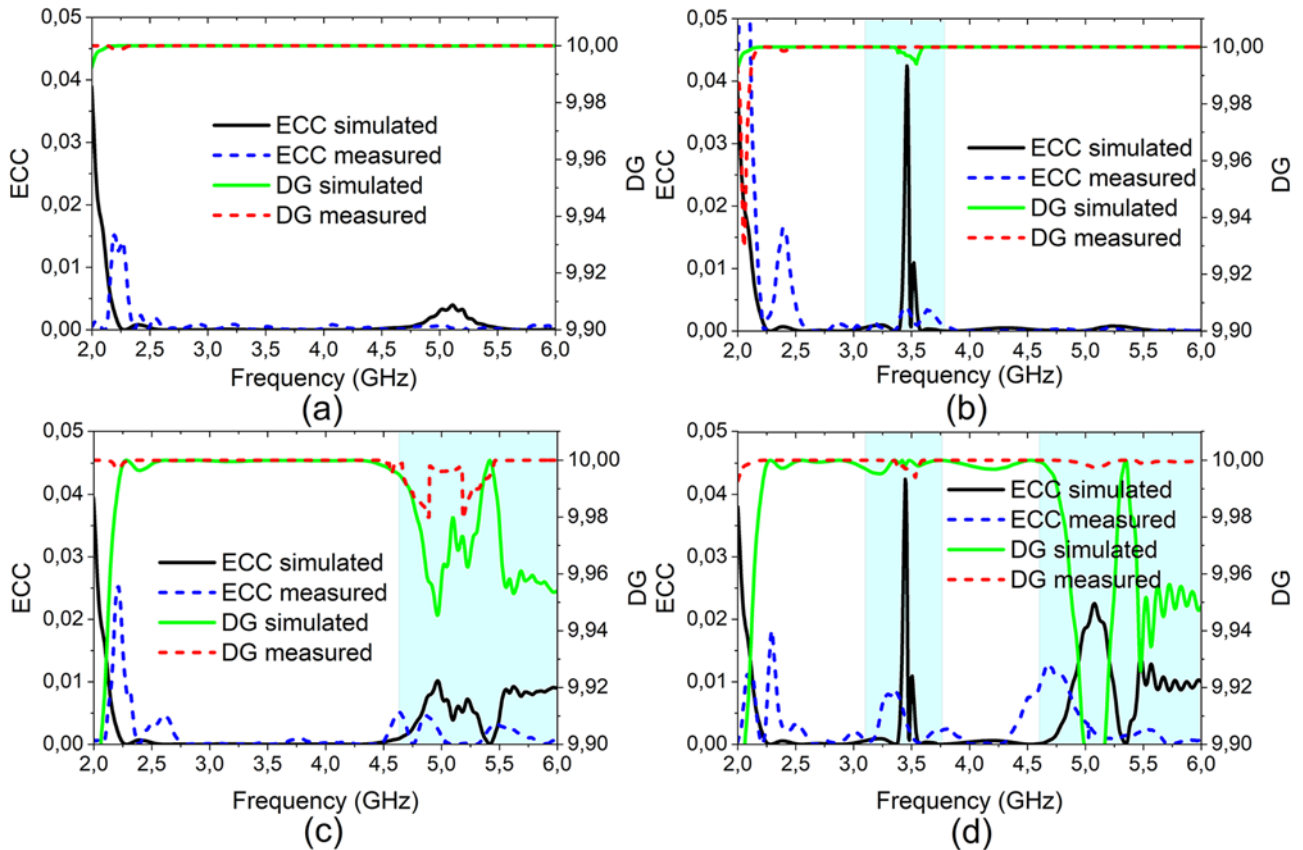 0,05
0,04
0,03
0,02
0,01
0,00
ECC
10,00
9,98
9,96
9,94
9,92
9,90
DG
ECC simulated
ECC measured
DG simulated
DG measured
2,0 2,5 3,0 3,5 4,0 4,5 5,0 5,5 6,0
Frequency (GHz)
(a)
0,05
0,04
0,03
0,02
0,01
0,00
ECC
10,00
9,98
9,96
9,94
9,92
9,90
DG
ECC simulated
ECC measured
DG simulated
DG measured
2,0 2,5 3,0 3,5 4,0 4,5 5,0 5,5 6,0
Frequency (GHz)
(b)
0,05
0,04
0,03
0,02
0,01
0,00
ECC
10,00
9,98
9,96
9,94
9,92
9,90
DG
ECC simulated
ECC measured
DG simulated
DG measured
2,0 2,5 3,0 3,5 4,0 4,5 5,0 5,5 6,0
Frequency (GHz)
(c)
0,05
0,04
0,03
0,02
0,01
0,00
ECC
10,00
9,98
9,96
9,94
9,92
9,90
DG
ECC simulated
ECC measured
DG simulated
DG measured
2,0 2,5 3,0 3,5 4,0 4,5 5,0 5,5 6,0
Frequency (GHz)
(d)